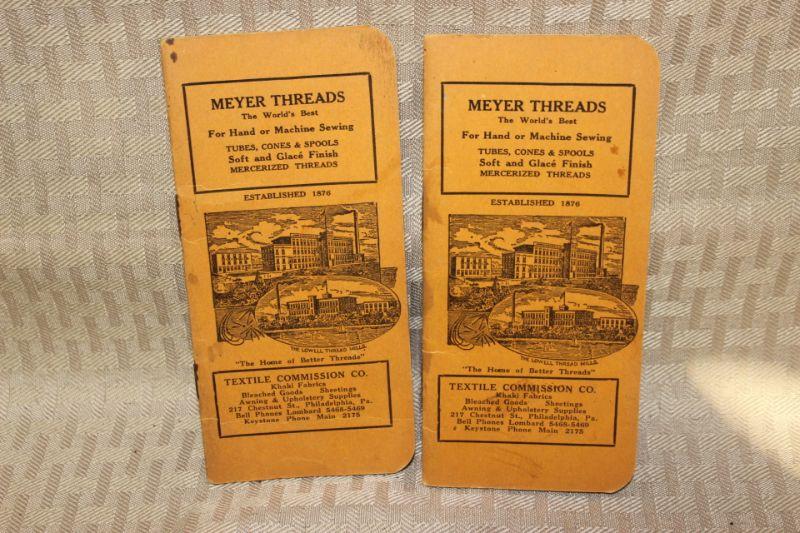 MEYER THREADS
The World's Best
For Hand or Machine Sewing
TUBES, CONES & SPOOLS
Soft and Glacé Finish
MERCERIZED THREADS
ESTABLISHED 1876
THE LOWELL THREAD MILLS
"The Home of Better Threads"
TEXTILE COMMISSION CO.
Khaki Fabrics
Bleached Goods Sheetings
Awning & Upholstery Supplies
217 Chestnut St., Philadelphia, Pa.
Bell Phones Lombard 5468-5469
Keystone Phone Main 2175
MEYER THREADS
The World's Best
For Hand or Machine Sewing
TUBES, CONES & SPOOLS
Soft and Glacé Finish
MERCERIZED THREADS
ESTABLISHED 1876
THE LOWELL THREAD MILLS
"The Home of Better Threads"
TEXTILE COMMISSION CO.
Khaki Fabrics
Bleached Goods Sheetings
Awning & Upholstery Supplies
217 Chestnut St., Philadelphia, Pa.
Bell Phones Lombard 5468-5469
Keystone Phone Main 2175